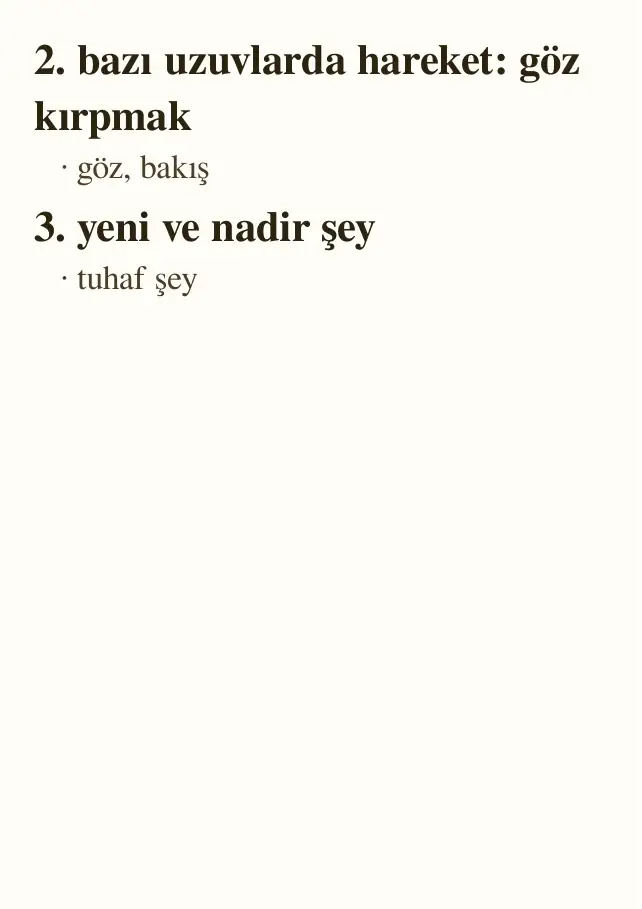 2. bazı uzuvlarda hareket: göz
kırpmak
· göz, bakış
3. yeni ve nadir şey
· tuhaf şey